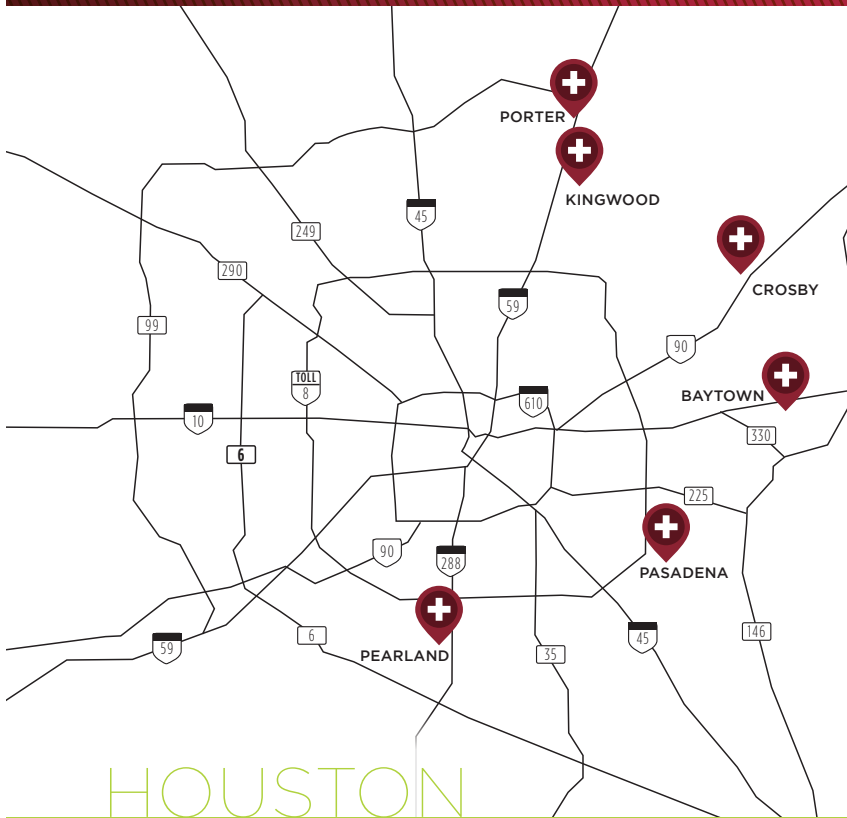 PORTER
KINGWOOD
45
249
CROSBY
290
59
99
90
TOLL
8
BAYTOWN
610
10
330
6
225
90
288
PASADENA
PEARLAND
59
6
35
45
146
HOUSTON